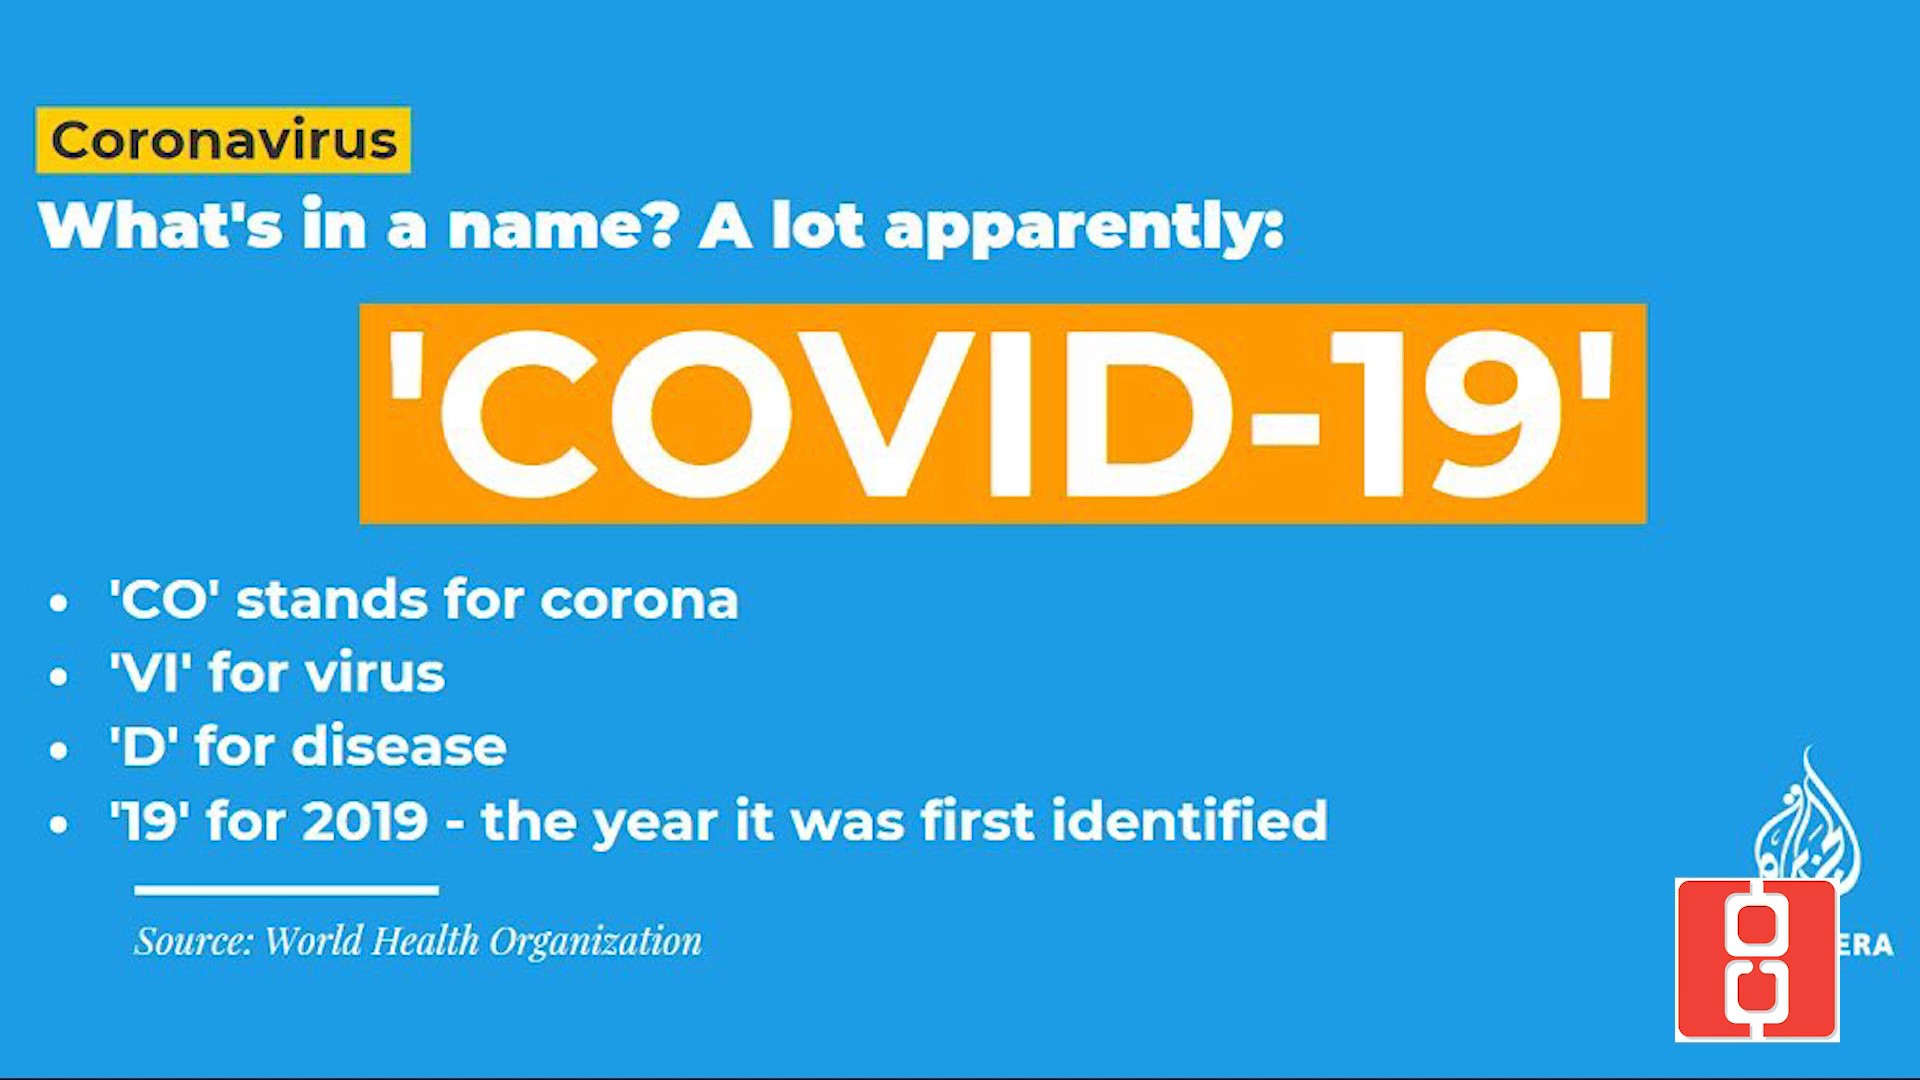 Coronavirus
What's in a name? A lot apparently:
'COVID-19'
• 'CO' stands for corona
• 'VI' for virus
• 'D' for disease
• '19' for 2019 - the year it was first identified
Source: World Health Organization